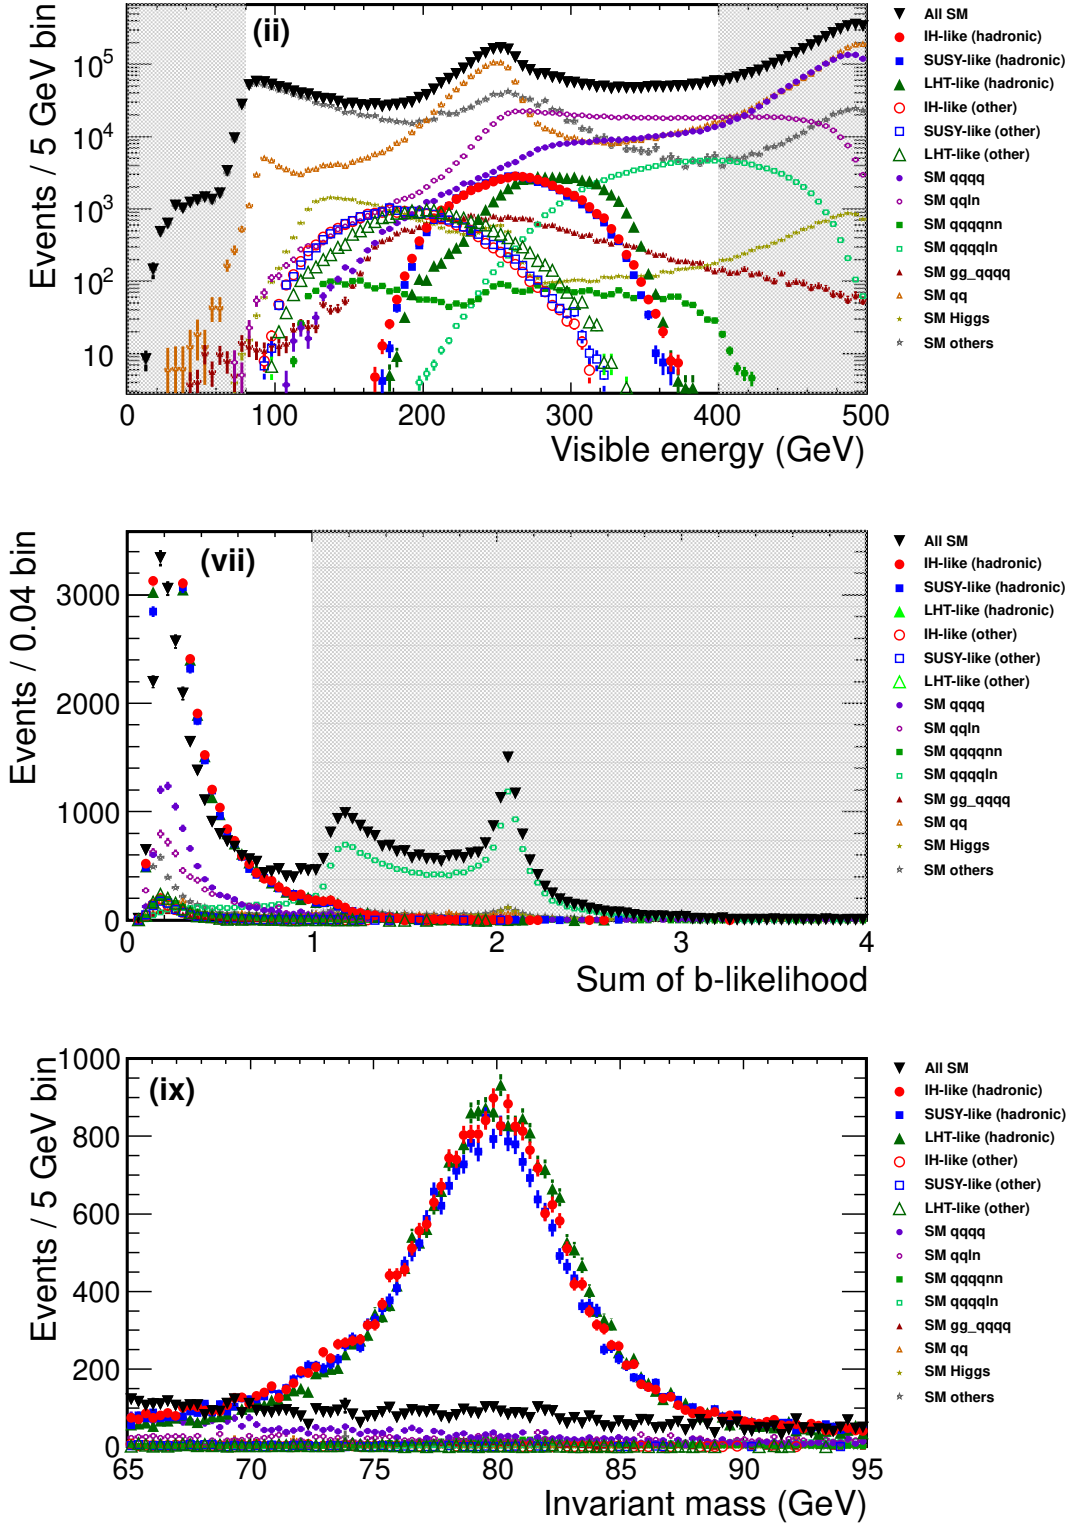 (ii)
Events / 5 GeV bin
10^5
10^4
10^3
10^2
10
0 100 200 300 400 500
Visible energy (GeV)
All SM
IH-like (hadronic)
SUSY-like (hadronic)
LHT-like (hadronic)
IH-like (other)
SUSY-like (other)
LHT-like (other)
SM qqqq
SM qqln
SM qqqqnn
SM qqqqln
SM gg_qqqq
SM qq
SM Higgs
SM others
(vii)
Events / 0.04 bin
3000
2000
1000
0
0 1 2 3 4
Sum of b-likelihood
All SM
IH-like (hadronic)
SUSY-like (hadronic)
LHT-like (hadronic)
IH-like (other)
SUSY-like (other)
LHT-like (other)
SM qqqq
SM qqln
SM qqqqnn
SM qqqqln
SM gg_qqqq
SM qq
SM Higgs
SM others
(ix)
Events / 5 GeV bin
1000
800
600
400
200
0
65 70 75 80 85 90 95
Invariant mass (GeV)
All SM
IH-like (hadronic)
SUSY-like (hadronic)
LHT-like (hadronic)
IH-like (other)
SUSY-like (other)
LHT-like (other)
SM qqqq
SM qqln
SM qqqqnn
SM qqqqln
SM gg_qqqq
SM qq
SM Higgs
SM others